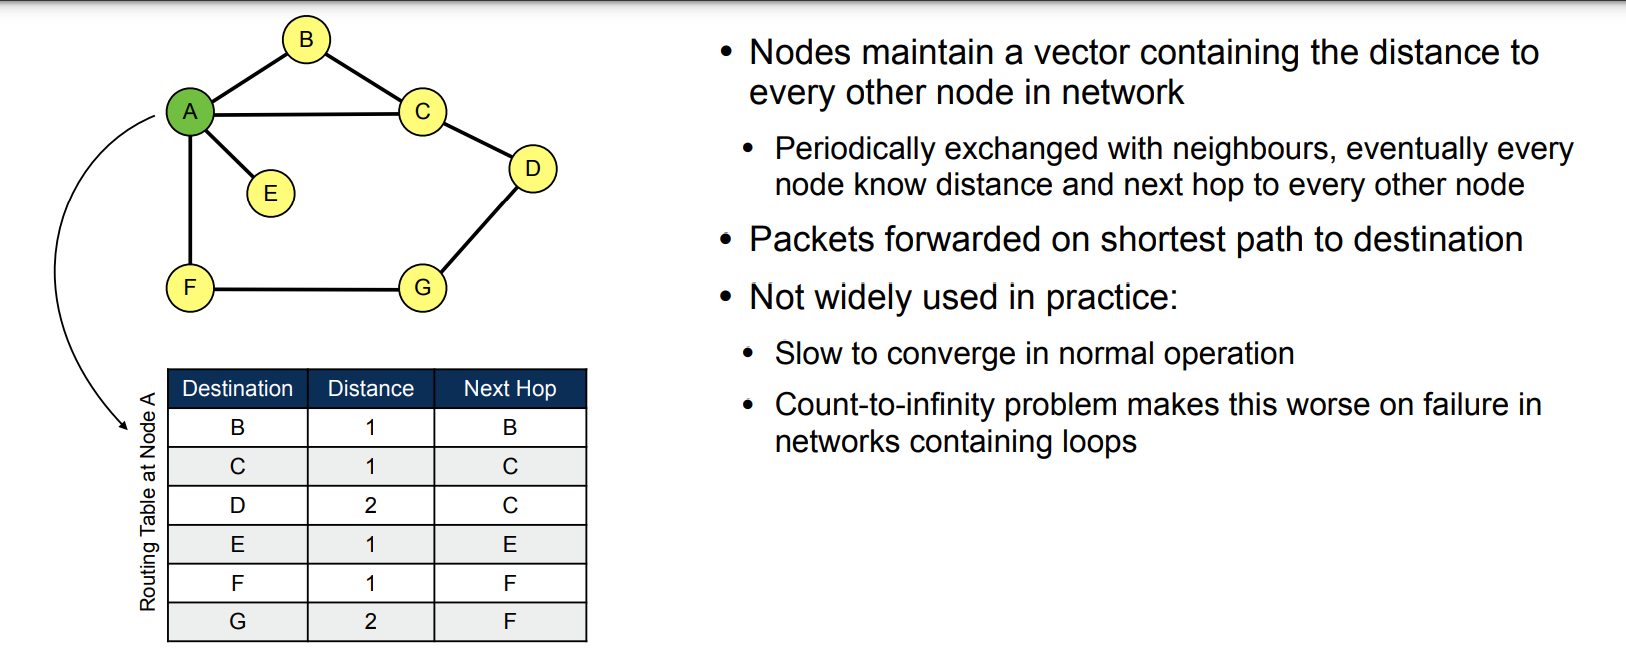 B
A
C
D
E
F
G
Routing Table at Node A
Destination Distance Next Hop
B 1 B
C 1 C
D 2 C
E 1 E
F 1 F
G 2 F
• Nodes maintain a vector containing the distance to
every other node in network
• Periodically exchanged with neighbours, eventually every
node know distance and next hop to every other node
• Packets forwarded on shortest path to destination
• Not widely used in practice:
• Slow to converge in normal operation
• Count-to-infinity problem makes this worse on failure in
networks containing loops